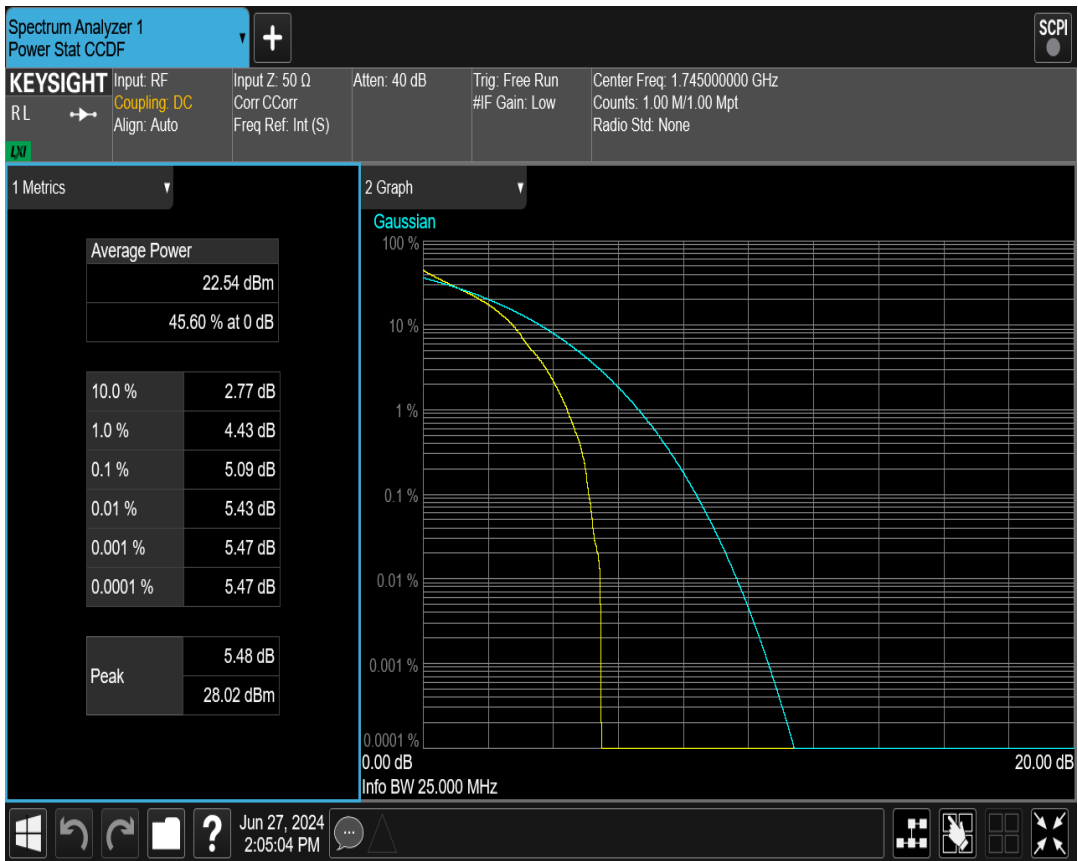 Spectrum Analyzer 1
Power Stat CCDF
+
SCPI
KEYSIGHT
RL
LXI
Input: RF
Coupling: DC
Align: Auto
Input Z: 50 Ω
Corr CCorr
Freq Ref: Int (S)
Atten: 40 dB
Trig: Free Run
#IF Gain: Low
Center Freq: 1.745000000 GHz
Counts: 1.00 M/1.00 Mpt
Radio Std: None
1 Metrics
Average Power
22.54 dBm
45.60 % at 0 dB
10.0 % 2.77 dB
1.0 % 4.43 dB
0.1 % 5.09 dB
0.01 % 5.43 dB
0.001 % 5.47 dB
0.0001 % 5.47 dB
Peak
5.48 dB
28.02 dBm
2 Graph
Gaussian
100 %
10 %
1 %
0.1 %
0.01 %
0.001 %
0.0001 %
0.00 dB 20.00 dB
Info BW 25.000 MHz
?
Jun 27, 2024
2:05:04 PM